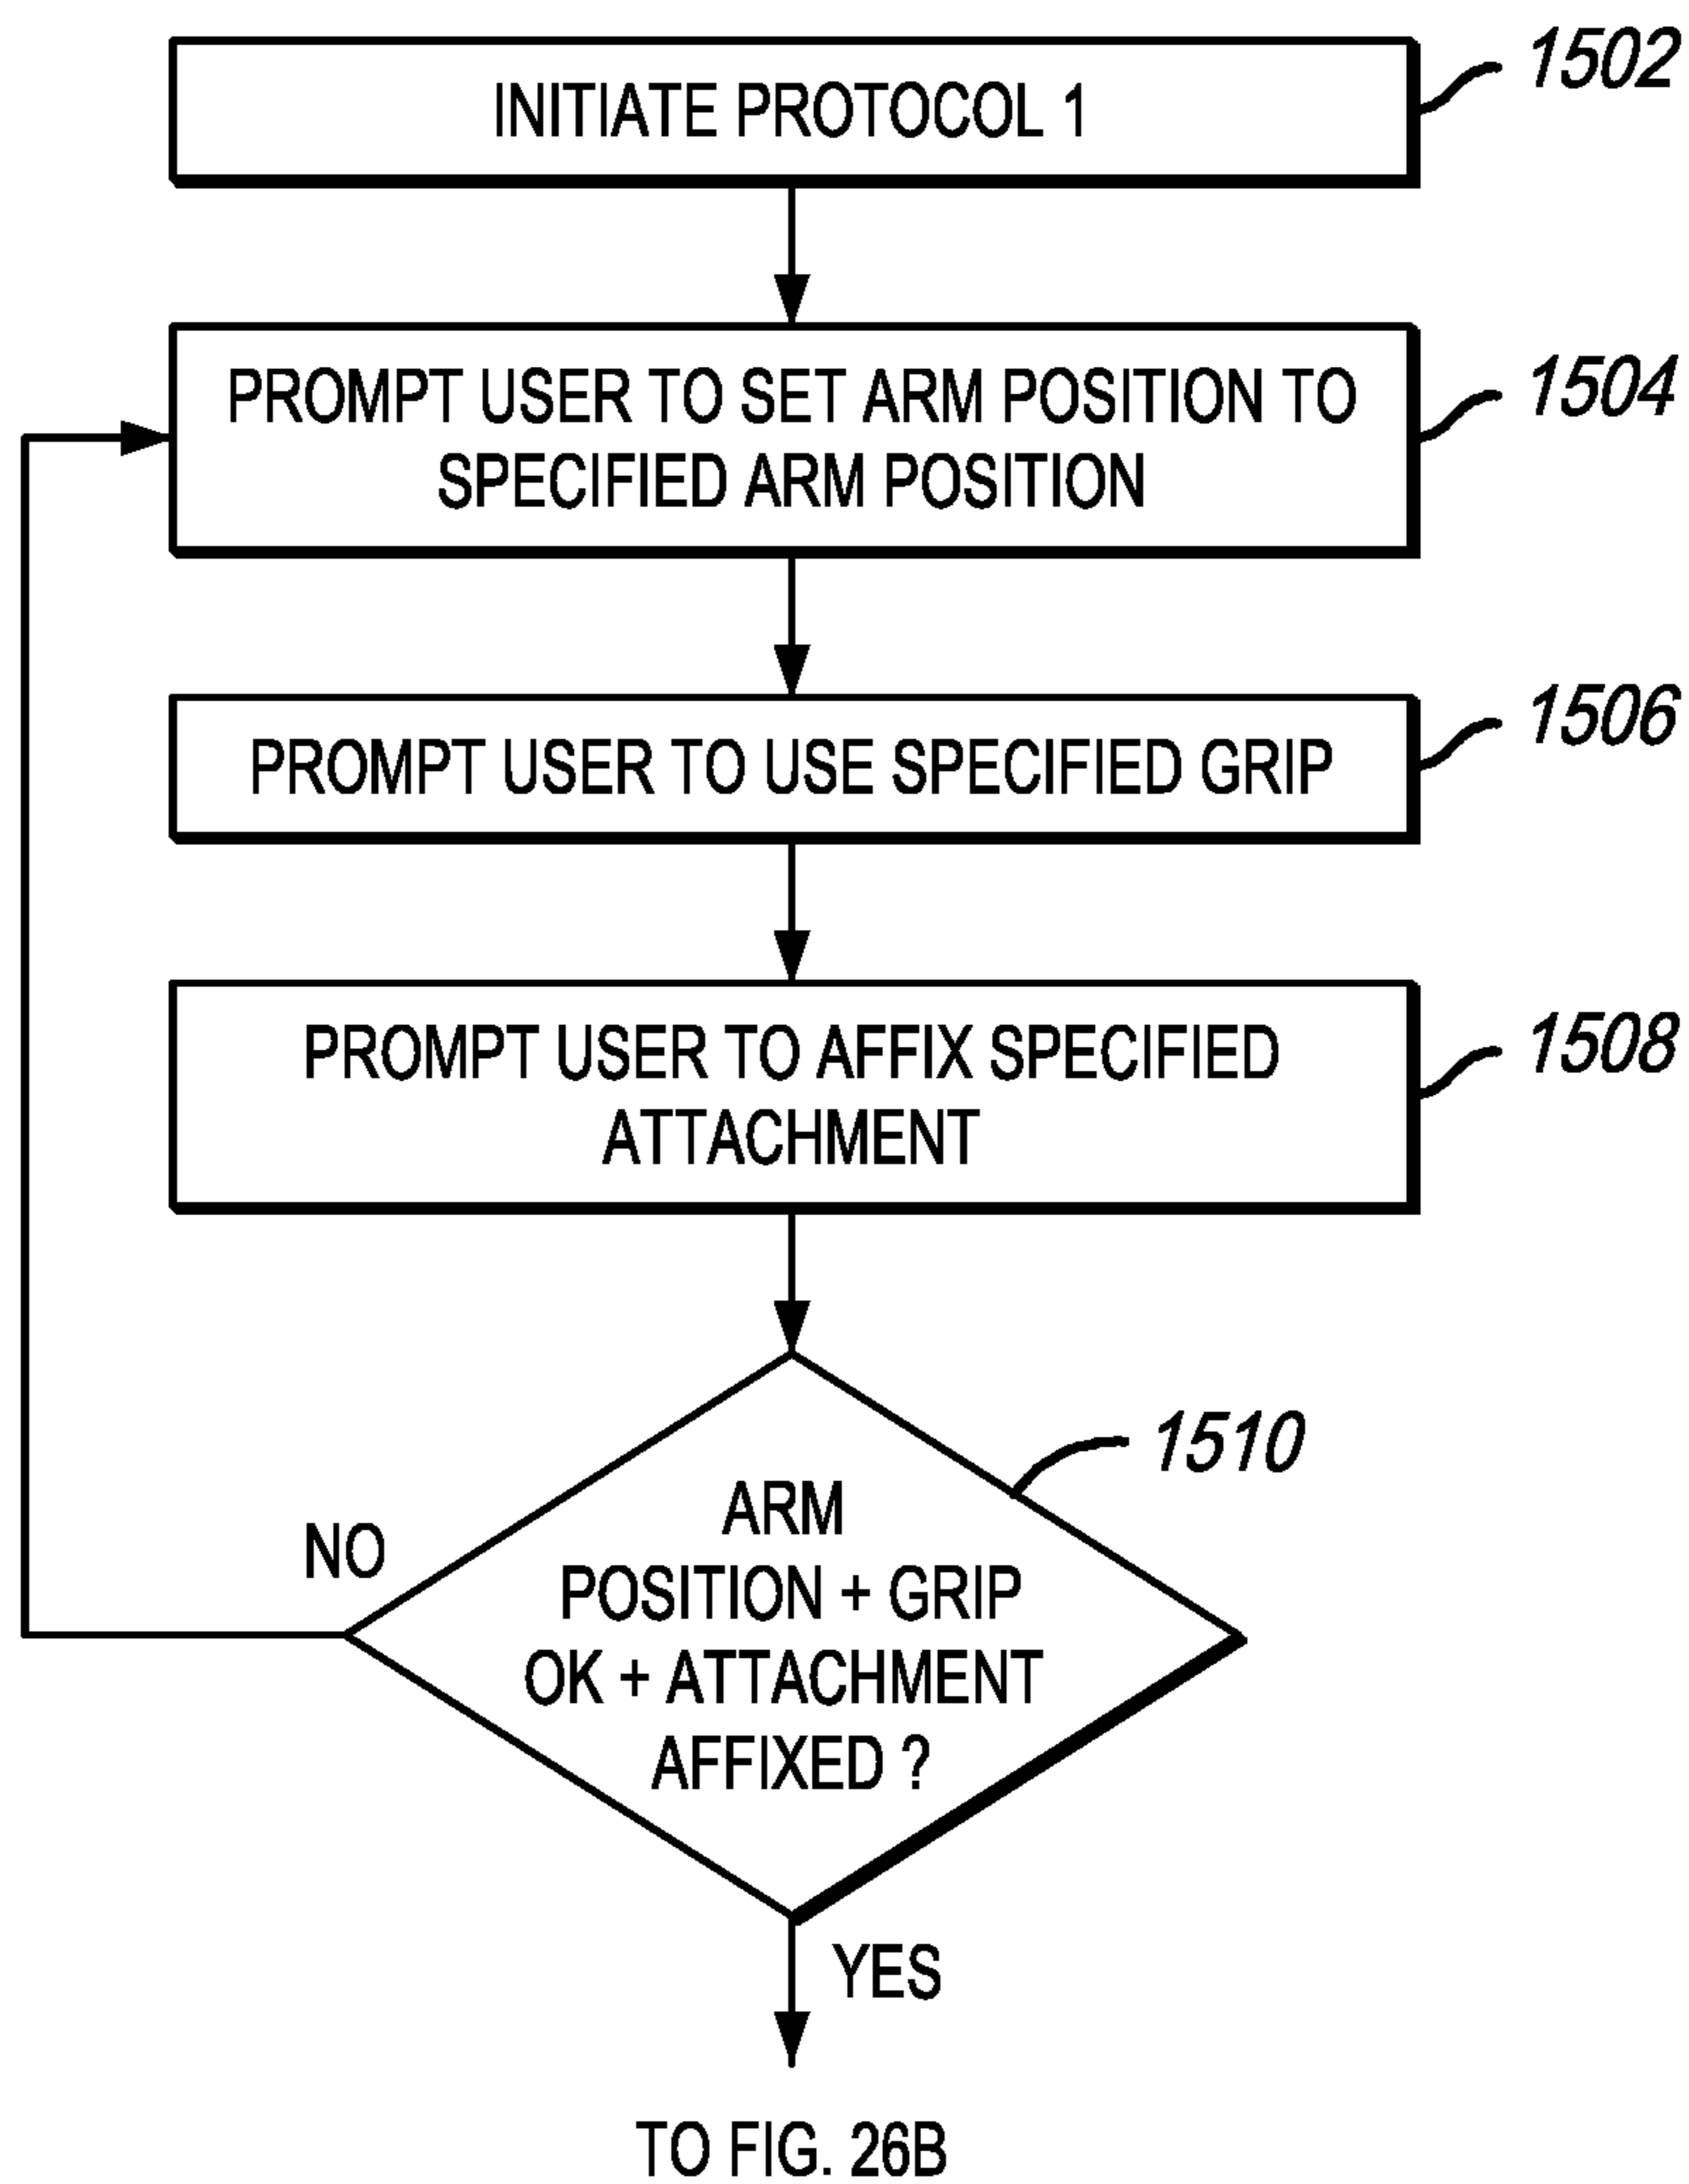 INITIATE PROTOCOL 1
1502
PROMPT USER TO SET ARM POSITION TO
SPECIFIED ARM POSITION
1504
PROMPT USER TO USE SPECIFIED GRIP
1506
PROMPT USER TO AFFIX SPECIFIED
ATTACHMENT
1508
1510
ARM
POSITION + GRIP
OK + ATTACHMENT
AFFIXED ?
NO
YES
TO FIG. 26B